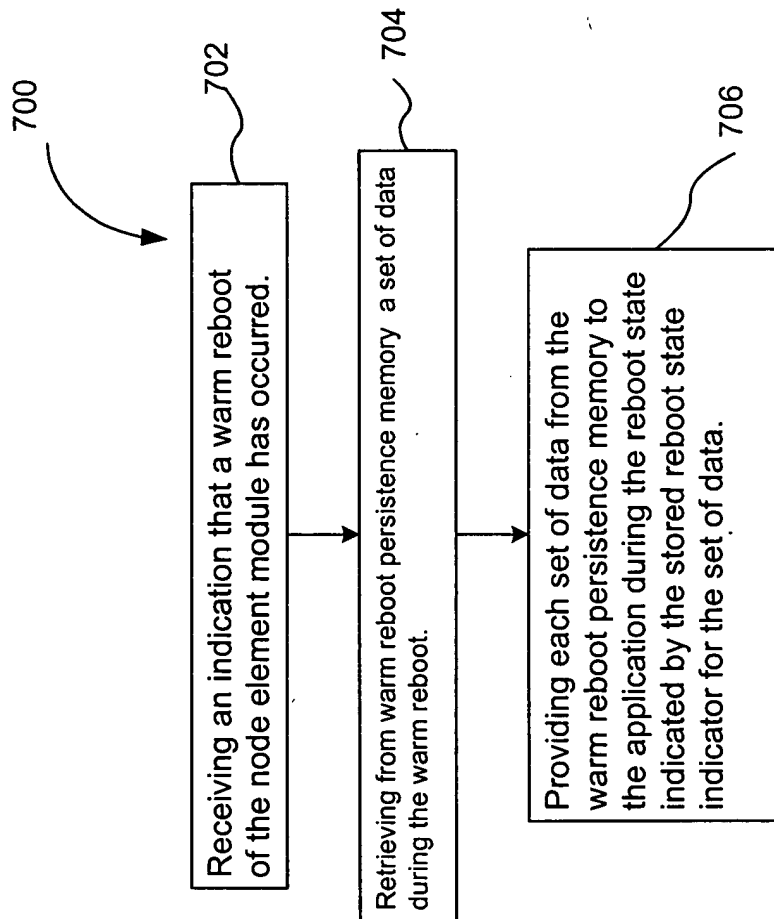 700
702
Receiving an indication that a warm reboot
of the node element module has occurred.
704
Retrieving from warm reboot persistence memory a set of data
during the warm reboot.
706
Providing each set of data from the
warm reboot persistence memory to
the application during the reboot state
indicated by the stored reboot state
indicator for the set of data.